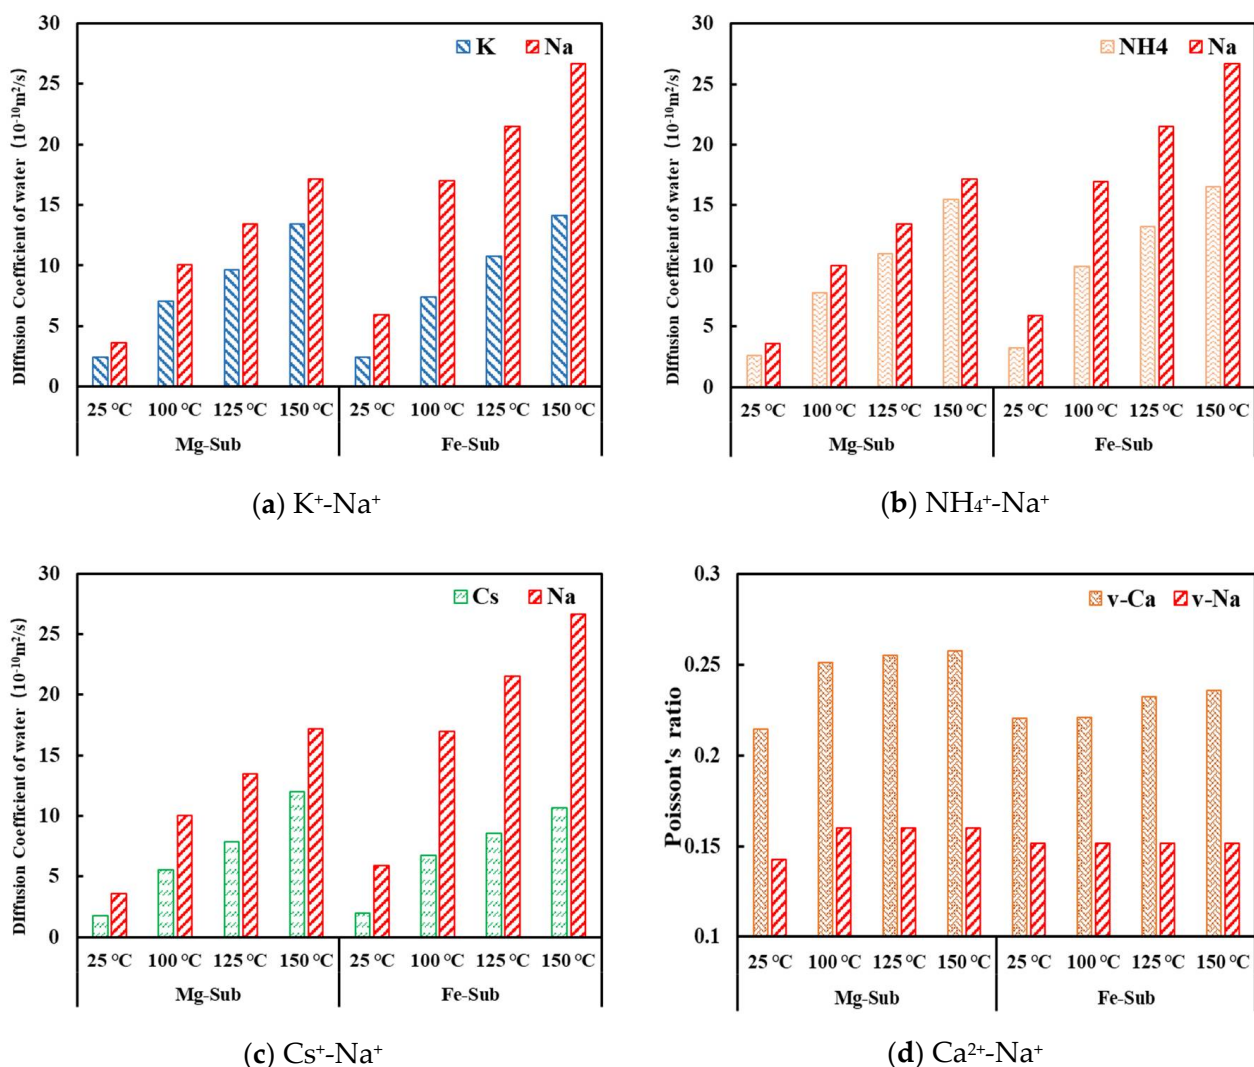 30
25
20
15
10
5
0
DIffusion Coefficient of water (10⁻¹⁰m²/s)
K Na
25 °C 100 °C 125 °C 150 °C 25 °C 100 °C 125 °C 150 °C
Mg-Sub Fe-Sub
(a) K⁺-Na⁺
30
25
20
15
10
5
0
DIffusion Coefficient of water (10⁻¹⁰m²/s)
NH4 Na
25 °C 100 °C 125 °C 150 °C 25 °C 100 °C 125 °C 150 °C
Mg-Sub Fe-Sub
(b) NH₄⁺-Na⁺
30
25
20
15
10
5
0
DIffusion Coefficient of water (10⁻¹⁰m²/s)
Cs Na
25 °C 100 °C 125 °C 150 °C 25 °C 100 °C 125 °C 150 °C
Mg-Sub Fe-Sub
(c) Cs⁺-Na⁺
0.3
0.25
0.2
0.15
0.1
Poisson's ratio
v-Ca v-Na
25 °C 100 °C 125 °C 150 °C 25 °C 100 °C 125 °C 150 °C
Mg-Sub Fe-Sub
(d) Ca²⁺-Na⁺